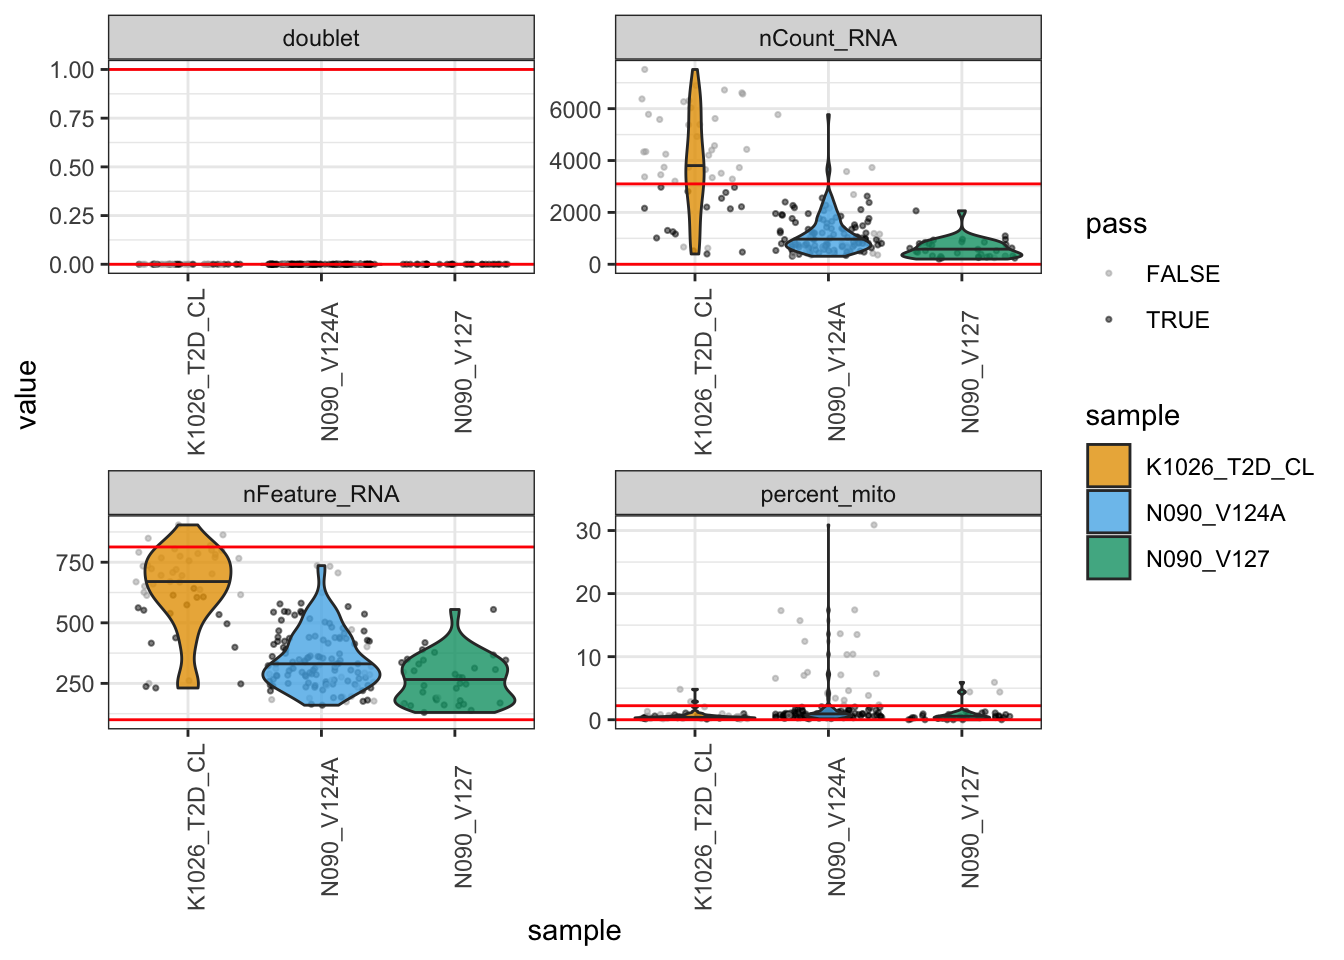 doublet
nCount_RNA
1.00
0.75
0.50
0.25
0.00
6000
4000
2000
0
K1026_T2D_CL
N090_V124A
N090_V127
K1026_T2D_CL
N090_V124A
N090_V127
value
nFeature_RNA
percent_mito
750
500
250
30
20
10
0
K1026_T2D_CL
N090_V124A
N090_V127
K1026_T2D_CL
N090_V124A
N090_V127
sample
pass
FALSE
TRUE
sample
K1026_T2D_CL
N090_V124A
N090_V127